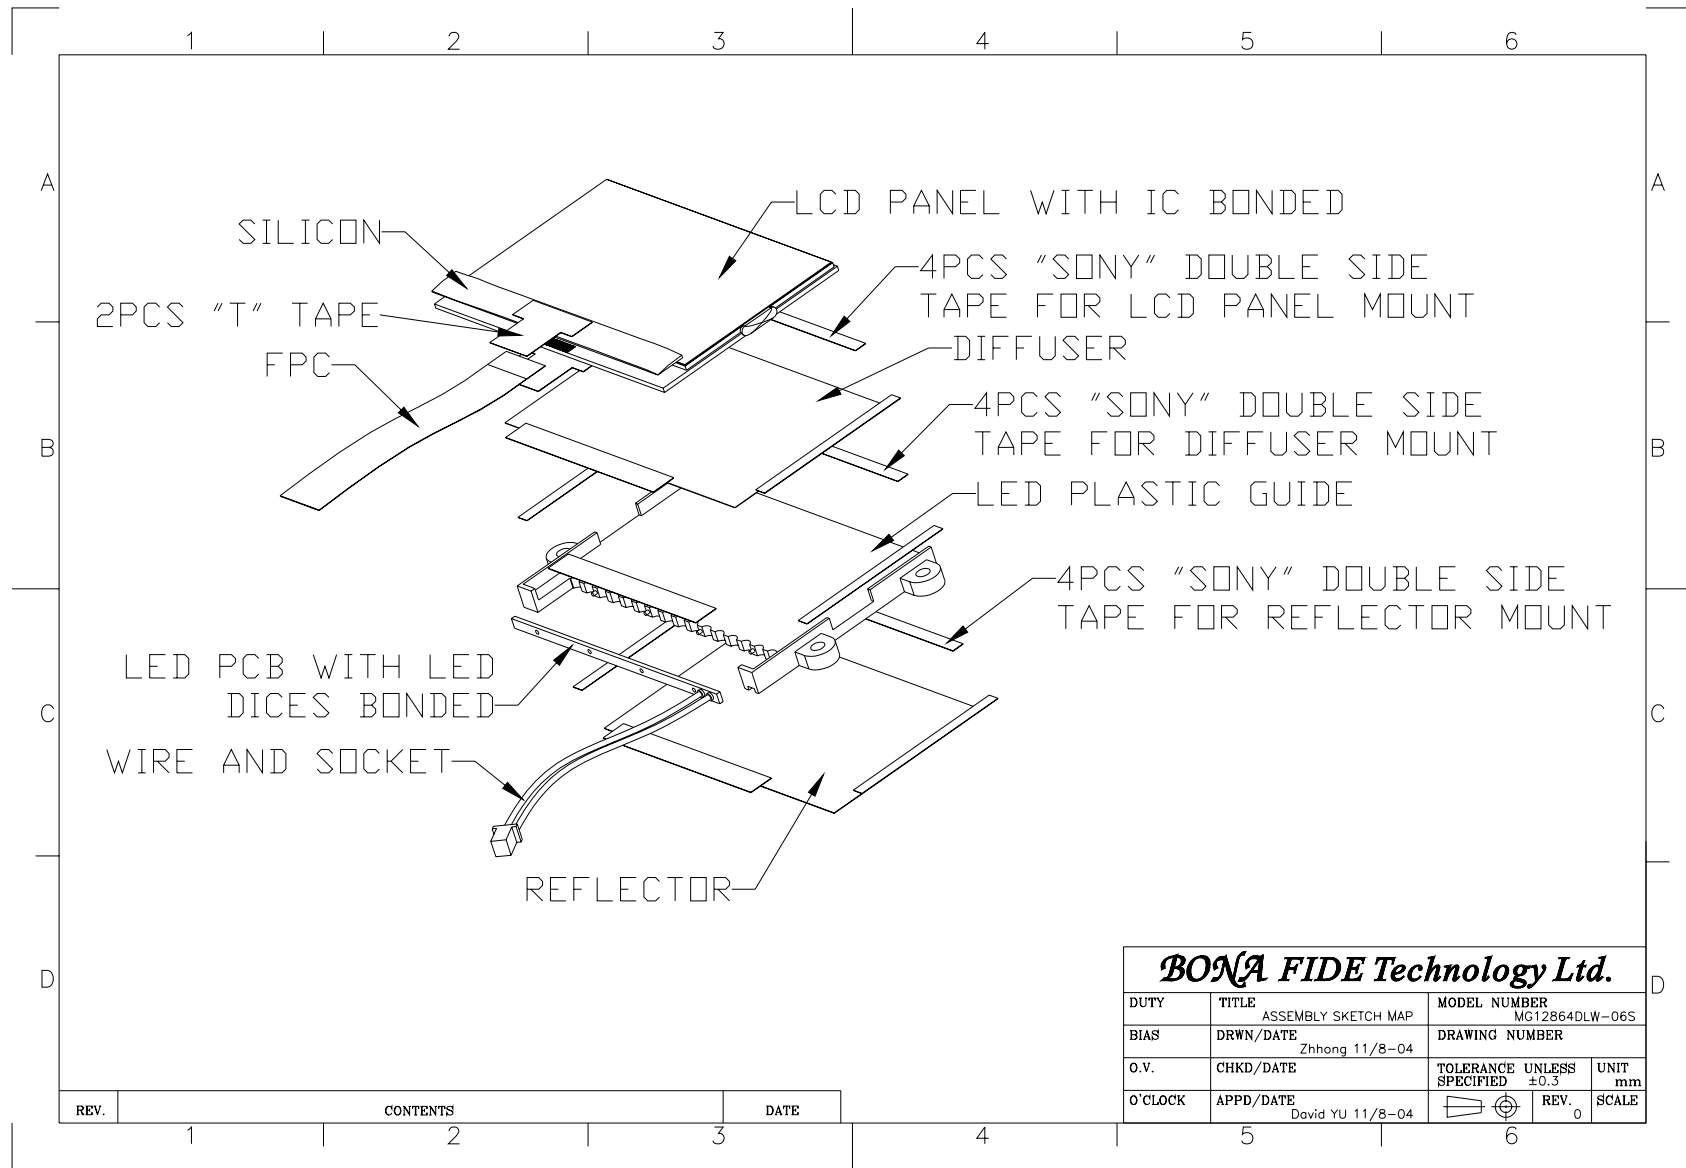 1 2 3 4 5 6
A A
LCD PANEL WITH IC BONDED
SILICON
4PCS "SONY" DOUBLE SIDE
TAPE FOR LCD PANEL MOUNT
2PCS "T" TAPE
DIFFUSER
FPC
4PCS "SONY" DOUBLE SIDE
TAPE FOR DIFFUSER MOUNT
B B
LED PLASTIC GUIDE
4PCS "SONY" DOUBLE SIDE
TAPE FOR REFLECTOR MOUNT
LED PCB WITH LED
DICES BONDED
C C
WIRE AND SOCKET
REFLECTOR
D D
BONA FIDE Technology Ltd.
DUTY TITLE MODEL NUMBER
ASSEMBLY SKETCH MAP MG12864DLW-06S
BIAS DRWN/DATE DRAWING NUMBER
Zhhong 11/8-04
O.V. CHKD/DATE TOLERANCE UNLESS UNIT
SPECIFIED ±0.3 mm
O'CLOCK APPD/DATE REV. SCALE
David YU 11/8-04 0
REV. CONTENTS DATE
1 2 3 4 5 6